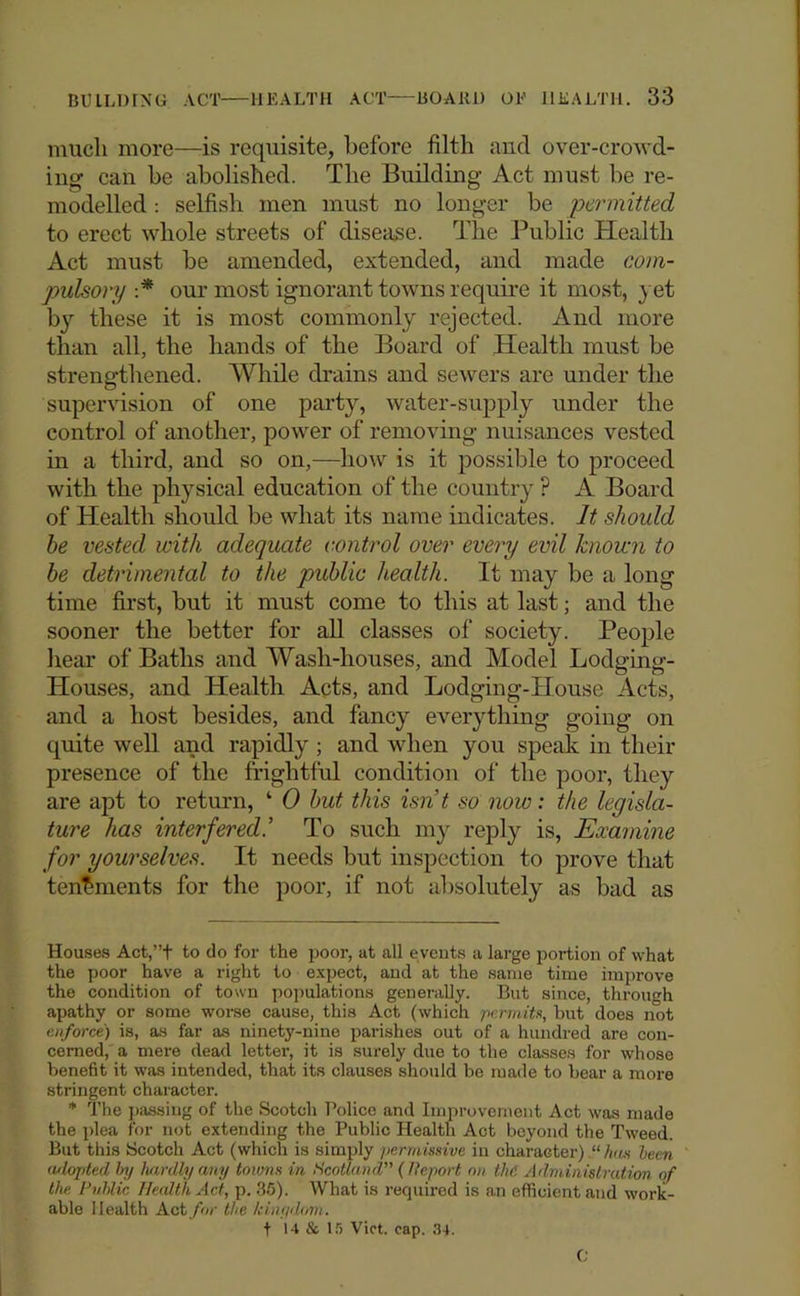 BUILDING ACT—HEALTH ACT—BOARD OF HEALTH. 33
much more—is requisite, before filth and over-crowd-
ing can be abolished. The Building Act must be re-
modelled: selfish men must no longer be permitted
to erect whole streets of disease. The Public Health
Act must be amended, extended, and made com-
pulsory :* our most ignorant towns require it most, yet
by these it is most commonly rejected. And more
than all, the hands of the Board of Health must be
strengthened. While drains and sewers are under the
supervision of one party, water-supply under the
control of another, power of removing nuisances vested
in a third, and so on,—how is it possible to proceed
with the physical education of the country? A Board
of Health should be what its name indicates. It should
be vested with adequate control over every evil known to
be detrimental to the public health. It may be a long
time first, but it must come to this at last; and the
sooner the better for all classes of society. People
hear of Baths and Wash-houses, and Model Lodging-
Houses, and Health Acts, and Lodging-House Acts,
and a host besides, and fancy everything going on
quite well and rapidly; and when you speak in their
presence of the frightful condition of the poor, they
are apt to return, ‘ O but this isn't so now: the legisla-
ture has interfered.’ To such my reply is, Examine
for yourselves. It needs but inspection to prove that
tenements for the poor, if not absolutely as bad as
Houses Act,”† to do for the poor, at all events a large portion of what
the poor have a right to expect, and at the same time improve
the condition of town populations generally. But since, through
apathy or some worse cause, this Act (which permits, but does not
enforce) is, as far as ninety-nine parishes out of a hundred are con-
cerned, a mere dead letter, it is surely due to the classes for whose
benefit it was intended, that its clauses should be made to bear a more
stringent character.
* The passing of the Scotch Police and Improvement Act was made
the plea for not extending the Public Health Act beyond the Tweed.
But this Scotch Act (which is simply permissive in character) “has been
adopted by hardly any towns in Scotland” (Report on the Administration of
the Public Health Act, p. 35). What is required is an efficient and work-
able Health Act for the kingdom.
† 14 & 15 Vict. cap. 34.
C